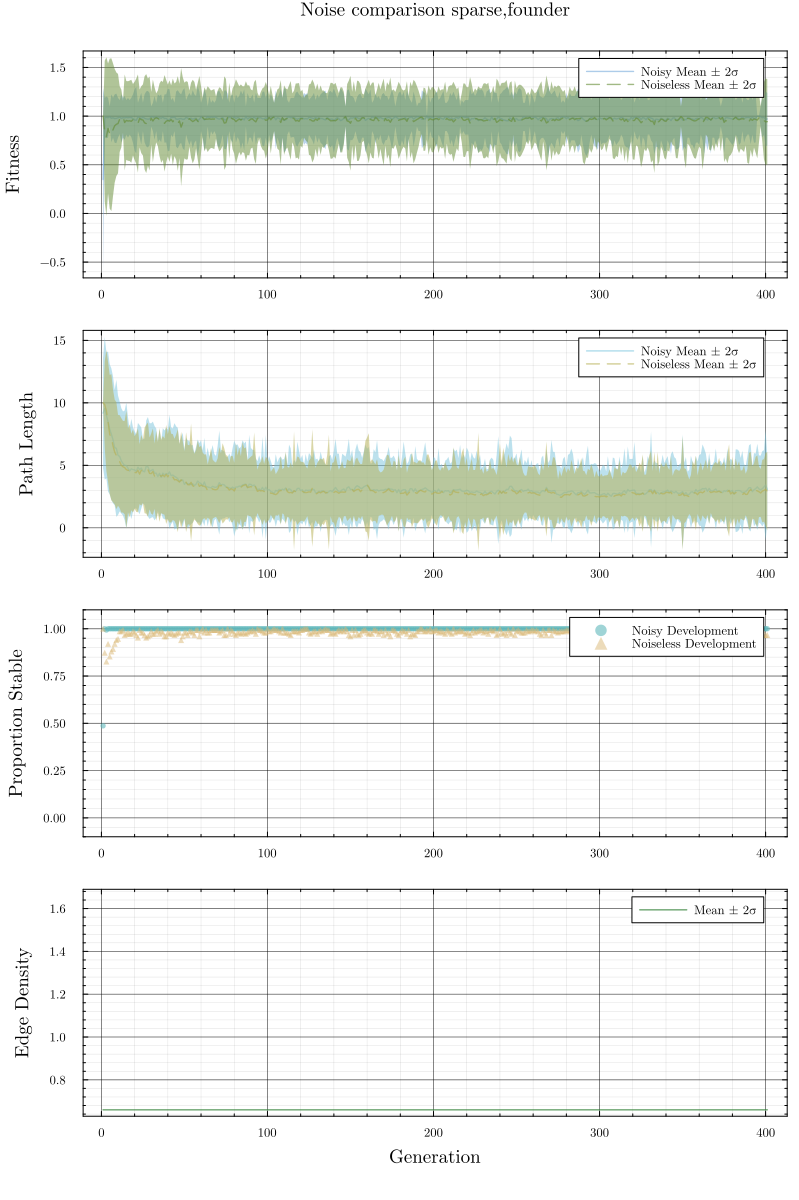 Noise comparison sparse,founder
Noisy Mean ± 2σ
Noiseless Mean ± 2σ
Fitness
1.5
1.0
0.5
0.0
−0.5
0 100 200 300 400
Noisy Mean ± 2σ
Noiseless Mean ± 2σ
Path Length
15
10
5
0
0 100 200 300 400
Noisy Development
Noiseless Development
Proportion Stable
1.00
0.75
0.50
0.25
0.00
0 100 200 300 400
Mean ± 2σ
Edge Density
1.6
1.4
1.2
1.0
0.8
0 100 200 300 400
Generation